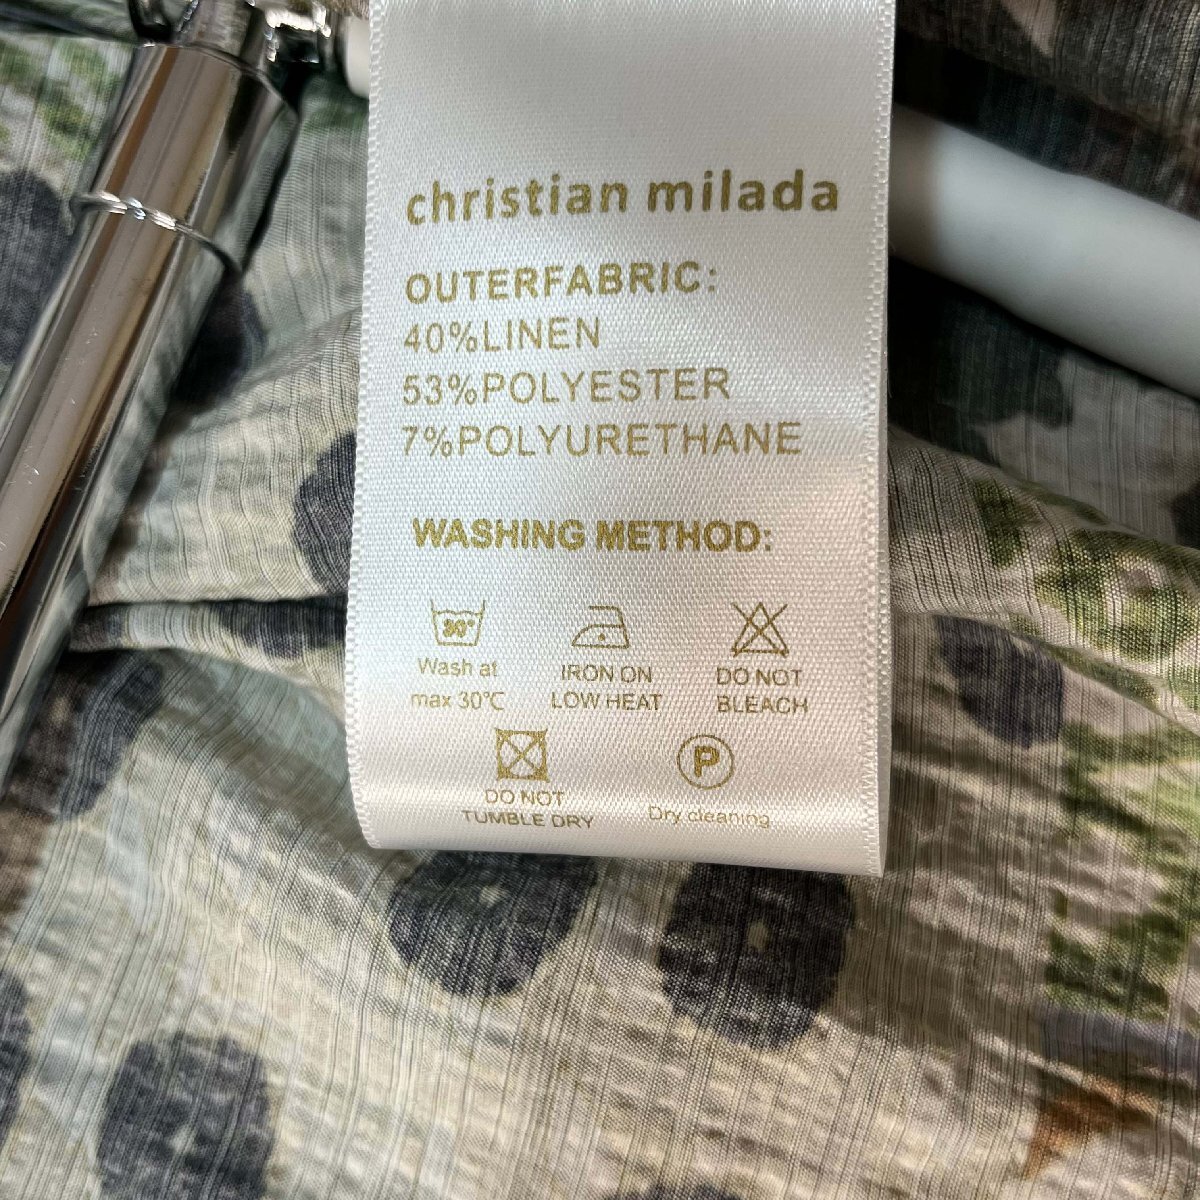 christian milada
OUTERFABRIC:
40%LINEN
53%POLYESTER
7%POLYURETHANE
WASHING METHOD:
30°
Wash at
max 30℃
IRON ON
LOW HEAT
DO NOT
BLEACH
DO NOT
TUMBLE DRY
P
Dry cleaning